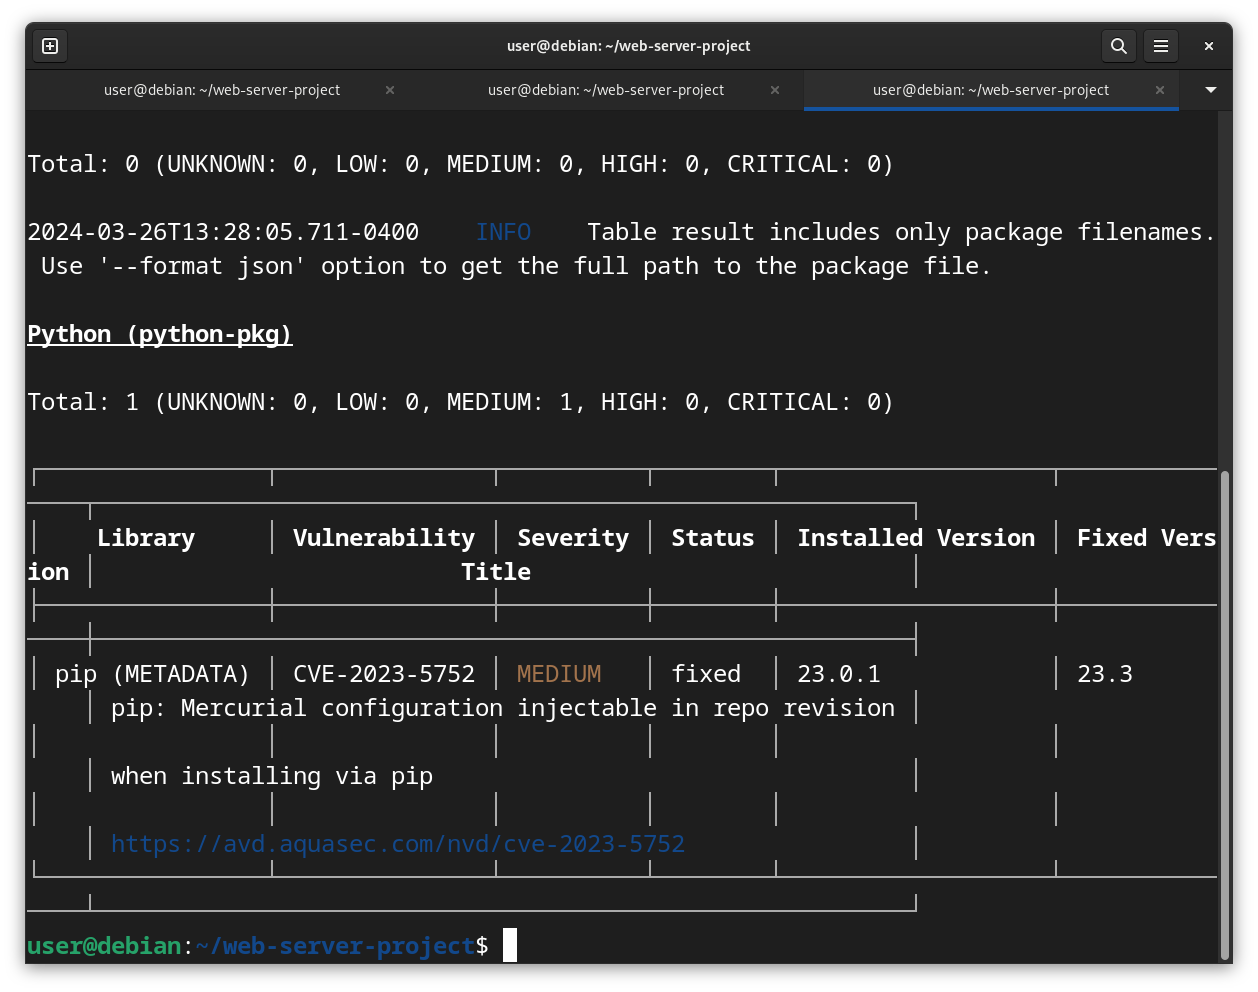 user@debian: ~/web-server-project
user@debian: ~/web-server-project
user@debian: ~/web-server-project
user@debian: ~/web-server-project
Total: 0 (UNKNOWN: 0, LOW: 0, MEDIUM: 0, HIGH: 0, CRITICAL: 0)
2024-03-26T13:28:05.711-0400    INFO    Table result includes only package filenames.
Use '--format json' option to get the full path to the package file.
Python (python-pkg)
Total: 1 (UNKNOWN: 0, LOW: 0, MEDIUM: 1, HIGH: 0, CRITICAL: 0)
│ Library │ Vulnerability │ Severity │ Status │ Installed Version │ Fixed Vers
ion │ Title │
│ pip (METADATA) │ CVE-2023-5752 │ MEDIUM │ fixed │ 23.0.1 │ 23.3
│ pip: Mercurial configuration injectable in repo revision │
│ when installing via pip │
│ https://avd.aquasec.com/nvd/cve-2023-5752 │
user@debian:~/web-server-project$